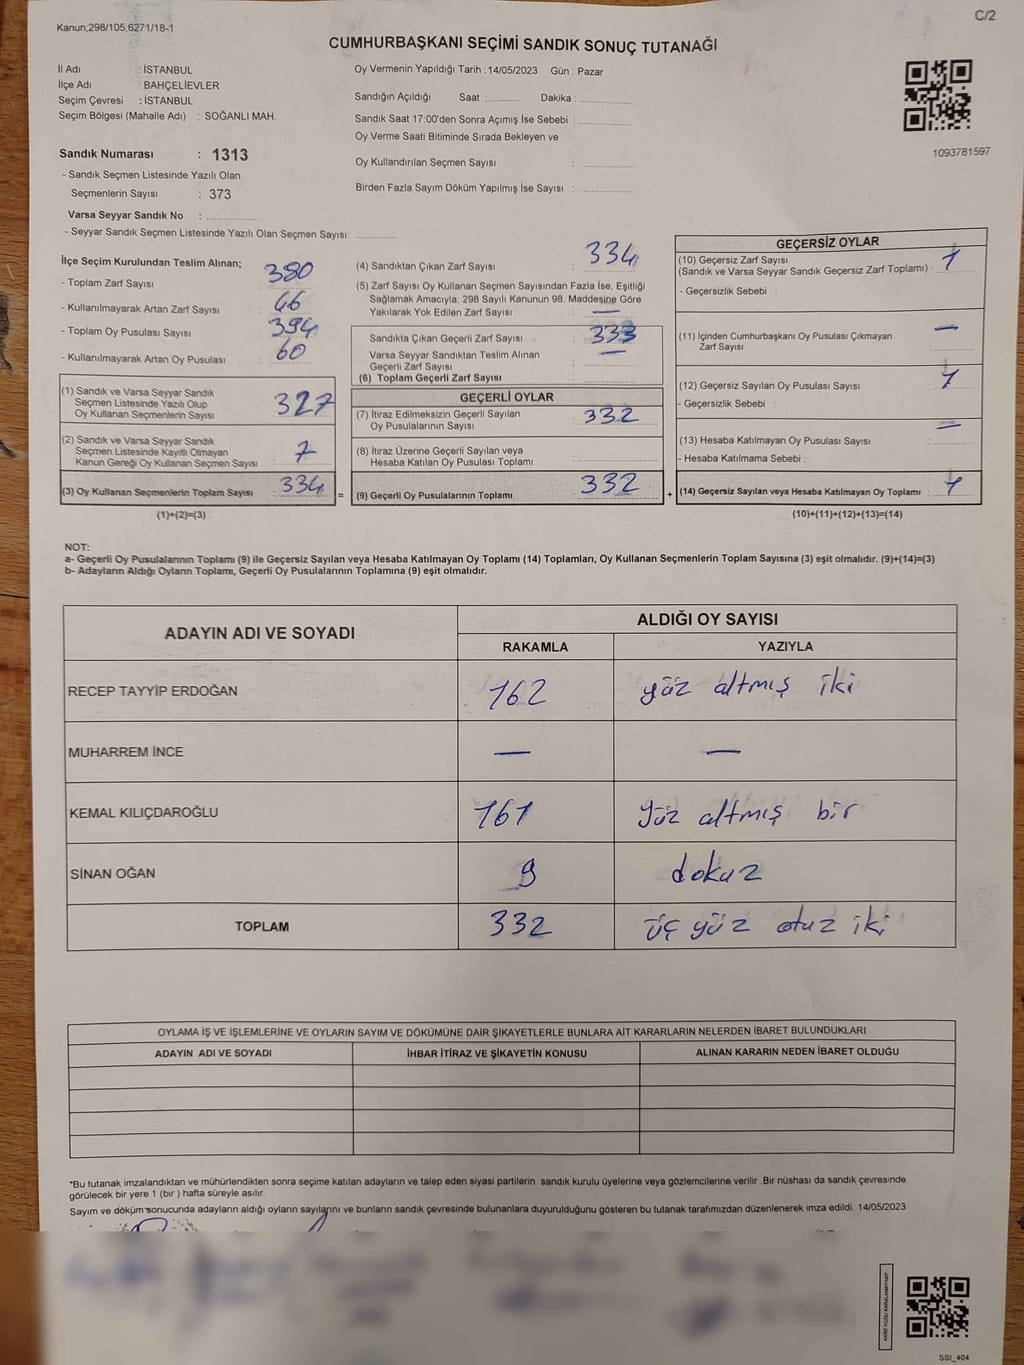 C/2
Kanun;298/105;6271/18-1
CUMHURBAŞKANI SEÇİMİ SANDIK SONUÇ TUTANAĞI
İl Adı : İSTANBUL
İlçe Adı : BAHÇELİEVLER
Seçim Çevresi : İSTANBUL
Seçim Bölgesi (Mahalle Adı) : SOĞANLI MAH.
Sandık Numarası : 1313
- Sandık Seçmen Listesinde Yazılı Olan
Seçmenlerin Sayısı : 373
Varsa Seyyar Sandık No :
- Seyyar Sandık Seçmen Listesinde Yazılı Olan Seçmen Sayısı:
Oy Vermenin Yapıldığı Tarih :14/05/2023 Gün : Pazar
Sandığın Açıldığı Saat : Dakika :
Sandık Saat 17:00'den Sonra Açımış İse Sebebi :
Oy Verme Saati Bitiminde Sırada Bekleyen ve
Oy Kullandırılan Seçmen Sayısı :
Birden Fazla Sayım Döküm Yapılmış İse Sayısı :
1093781597
İlçe Seçim Kurulundan Teslim Alınan;
- Toplam Zarf Sayısı : 380
- Kullanılmayarak Artan Zarf Sayısı : 46
- Toplam Oy Pusulası Sayısı : 394
- Kullanılmayarak Artan Oy Pusulası : 60
(1) Sandık ve Varsa Seyyar Sandık
Seçmen Listesinde Yazılı Olup
Oy Kullanan Seçmenlerin Sayısı : 327
(2) Sandık ve Varsa Seyyar Sandık
Seçmen Listesinde Kayıtlı Olmayan
Kanun Gereği Oy Kullanan Seçmen Sayısı : 7
(3) Oy Kullanan Seçmenlerin Toplam Sayısı : 334
(1)+(2)=(3)
=
(4) Sandıktan Çıkan Zarf Sayısı : 334
(5) Zarf Sayısı Oy Kullanan Seçmen Sayısından Fazla İse, Eşitliği
Sağlamak Amacıyla; 298 Sayılı Kanunun 98. Maddesine Göre
Yakılarak Yok Edilen Zarf Sayısı : —
Sandıkta Çıkan Geçerli Zarf Sayısı : 333
Varsa Seyyar Sandıktan Teslim Alınan : —
Geçerli Zarf Sayısı
(6) Toplam Geçerli Zarf Sayısı :
GEÇERLİ OYLAR
(7) İtiraz Edilmeksizin Geçerli Sayılan
Oy Pusulalarının Sayısı : 332
(8) İtiraz Üzerine Geçerli Sayılan veya
Hesaba Katılan Oy Pusulası Toplamı :
(9) Geçerli Oy Pusulalarının Toplamı : 332
+
GEÇERSİZ OYLAR
(10) Geçersiz Zarf Sayısı
(Sandık ve Varsa Seyyar Sandık Geçersiz Zarf Toplamı) : 1
- Geçersizlik Sebebi :
(11) İçinden Cumhurbaşkanı Oy Pusulası Çıkmayan : —
Zarf Sayısı
(12) Geçersiz Sayılan Oy Pusulası Sayısı : 1
- Geçersizlik Sebebi :
(13) Hesaba Katılmayan Oy Pusulası Sayısı : —
- Hesaba Katılmama Sebebi :
(14) Geçersiz Sayılan veya Hesaba Katılmayan Oy Toplamı :
(10)+(11)+(12)+(13)=(14)
NOT:
a- Geçerli Oy Pusulalarının Toplamı (9) ile Geçersiz Sayılan veya Hesaba Katılmayan Oy Toplamı (14) Toplamları, Oy Kullanan Seçmenlerin Toplam Sayısına (3) eşit olmalıdır. (9)+(14)=(3)
b- Adayların Aldığı Oyların Toplamı, Geçerli Oy Pusulalarının Toplamına (9) eşit olmalıdır.
ADAYIN ADI VE SOYADI
ALDIĞI OY SAYISI
RAKAMLA YAZIYLA
RECEP TAYYİP ERDOĞAN 162 yüz altmış iki
MUHARREM İNCE — —
KEMAL KILIÇDAROĞLU 161 yüz altmış bir
SİNAN OĞAN 9 dokuz
TOPLAM 332 üç yüz otuz iki
OYLAMA İŞ VE İŞLEMLERİNE VE OYLARIN SAYIM VE DÖKÜMÜNE DAİR ŞİKAYETLERLE BUNLARA AİT KARARLARIN NELERDEN İBARET BULUNDUKLARI
ADAYIN ADI VE SOYADI İHBAR İTİRAZ VE ŞİKAYETİN KONUSU ALINAN KARARIN NEDEN İBARET OLDUĞU
*Bu tutanak imzalandıktan ve mühürlendikten sonra seçime katılan adayların ve talep eden siyasi partilerin sandık kurulu üyelerine veya gözlemcilerine verilir .Bir nüshası da sandık çevresinde
görülecek bir yere 1 (bir ) hafta süreyle asılır.
Sayım ve döküm sonucunda adayların aldığı oyların sayılarını ve bunların sandık çevresinde bulunanlara duyurulduğunu gösteren bu tutanak tarafımızdan düzenlenerek imza edildi. 14/05/2023
SSI_404